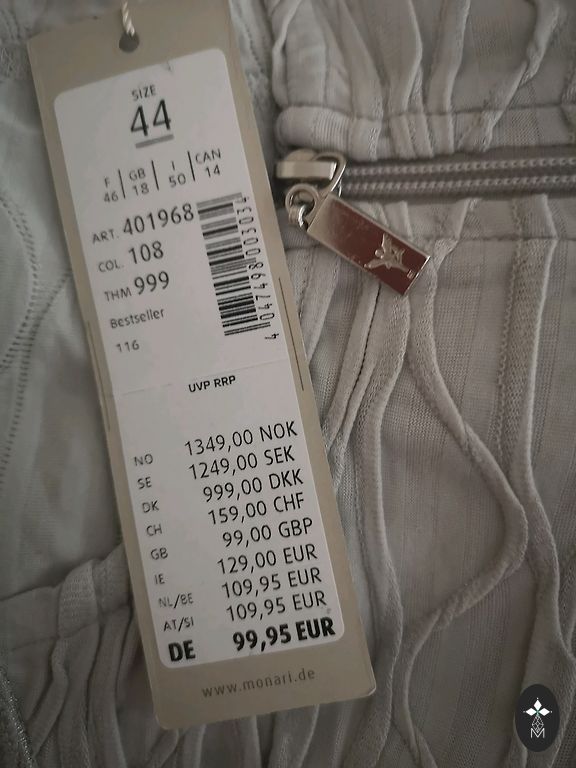 SIZE
44
F 46 | GB 18 | I 50 | CAN 14
ART. 401968
COL. 108
THM 999
Bestseller
116
4 047498 003034
UVP RRP
NO 1349,00 NOK
SE 1249,00 SEK
DK 999,00 DKK
CH 159,00 CHF
GB 99,00 GBP
IE 129,00 EUR
NL/BE 109,95 EUR
AT/SI 109,95 EUR
DE 99,95 EUR
www.monari.de
M